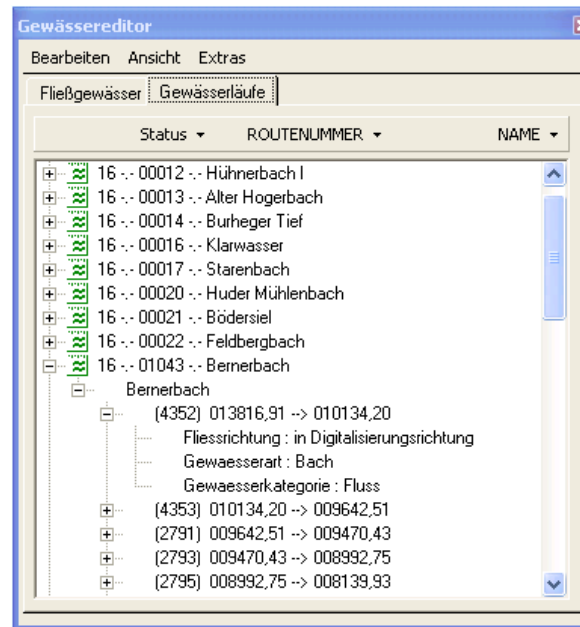 Gewässereditor
Bearbeiten Ansicht Extras
Fließgewässer Gewässerläufe
Status ROUTENUMMER NAME
16 -.- 00012 -.- Hühnerbach I
16 -.- 00013 -.- Alter Hogerbach
16 -.- 00014 -.- Burheger Tief
16 -.- 00016 -.- Klarwasser
16 -.- 00017 -.- Starenbach
16 -.- 00020 -.- Huder Mühlenbach
16 -.- 00021 -.- Bödersiel
16 -.- 00022 -.- Feldbergbach
16 -.- 01043 -.- Bernerbach
Bernerbach
(4352) 013816,91 --> 010134,20
Fliessrichtung : in Digitalisierungsrichtung
Gewaesserart : Bach
Gewaesserkategorie : Fluss
(4353) 010134,20 --> 009642,51
(2791) 009642,51 --> 009470,43
(2793) 009470,43 --> 008992,75
(2795) 008992,75 --> 008139,93